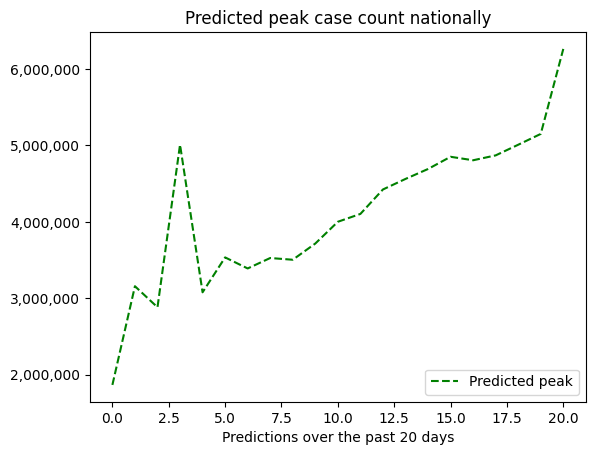 Predicted peak case count nationally
6,000,000
5,000,000
4,000,000
3,000,000
2,000,000
Predicted peak
0.0 2.5 5.0 7.5 10.0 12.5 15.0 17.5 20.0
Predictions over the past 20 days